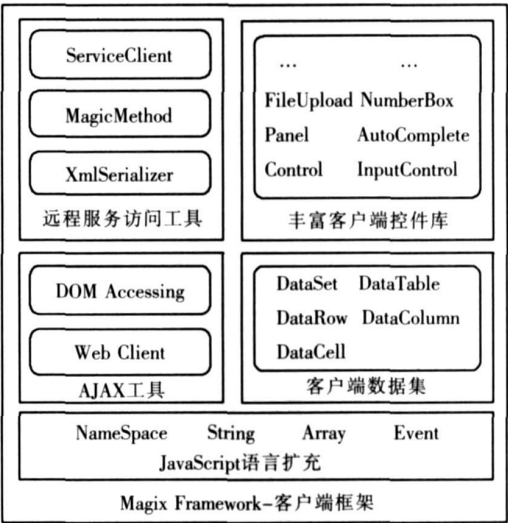 ServiceClient
MagicMethod
XmlSerializer
远程服务访问工具
… …
FileUpload NumberBox
Panel AutoComplete
Control InputControl
丰富客户端控件库
DOM Accessing
Web Client
AJAX工具
DataSet DataTable
DataRow DataColumn
DataCell
客户端数据集
NameSpace String Array Event
JavaScript语言扩充
Magix Framework-客户端框架